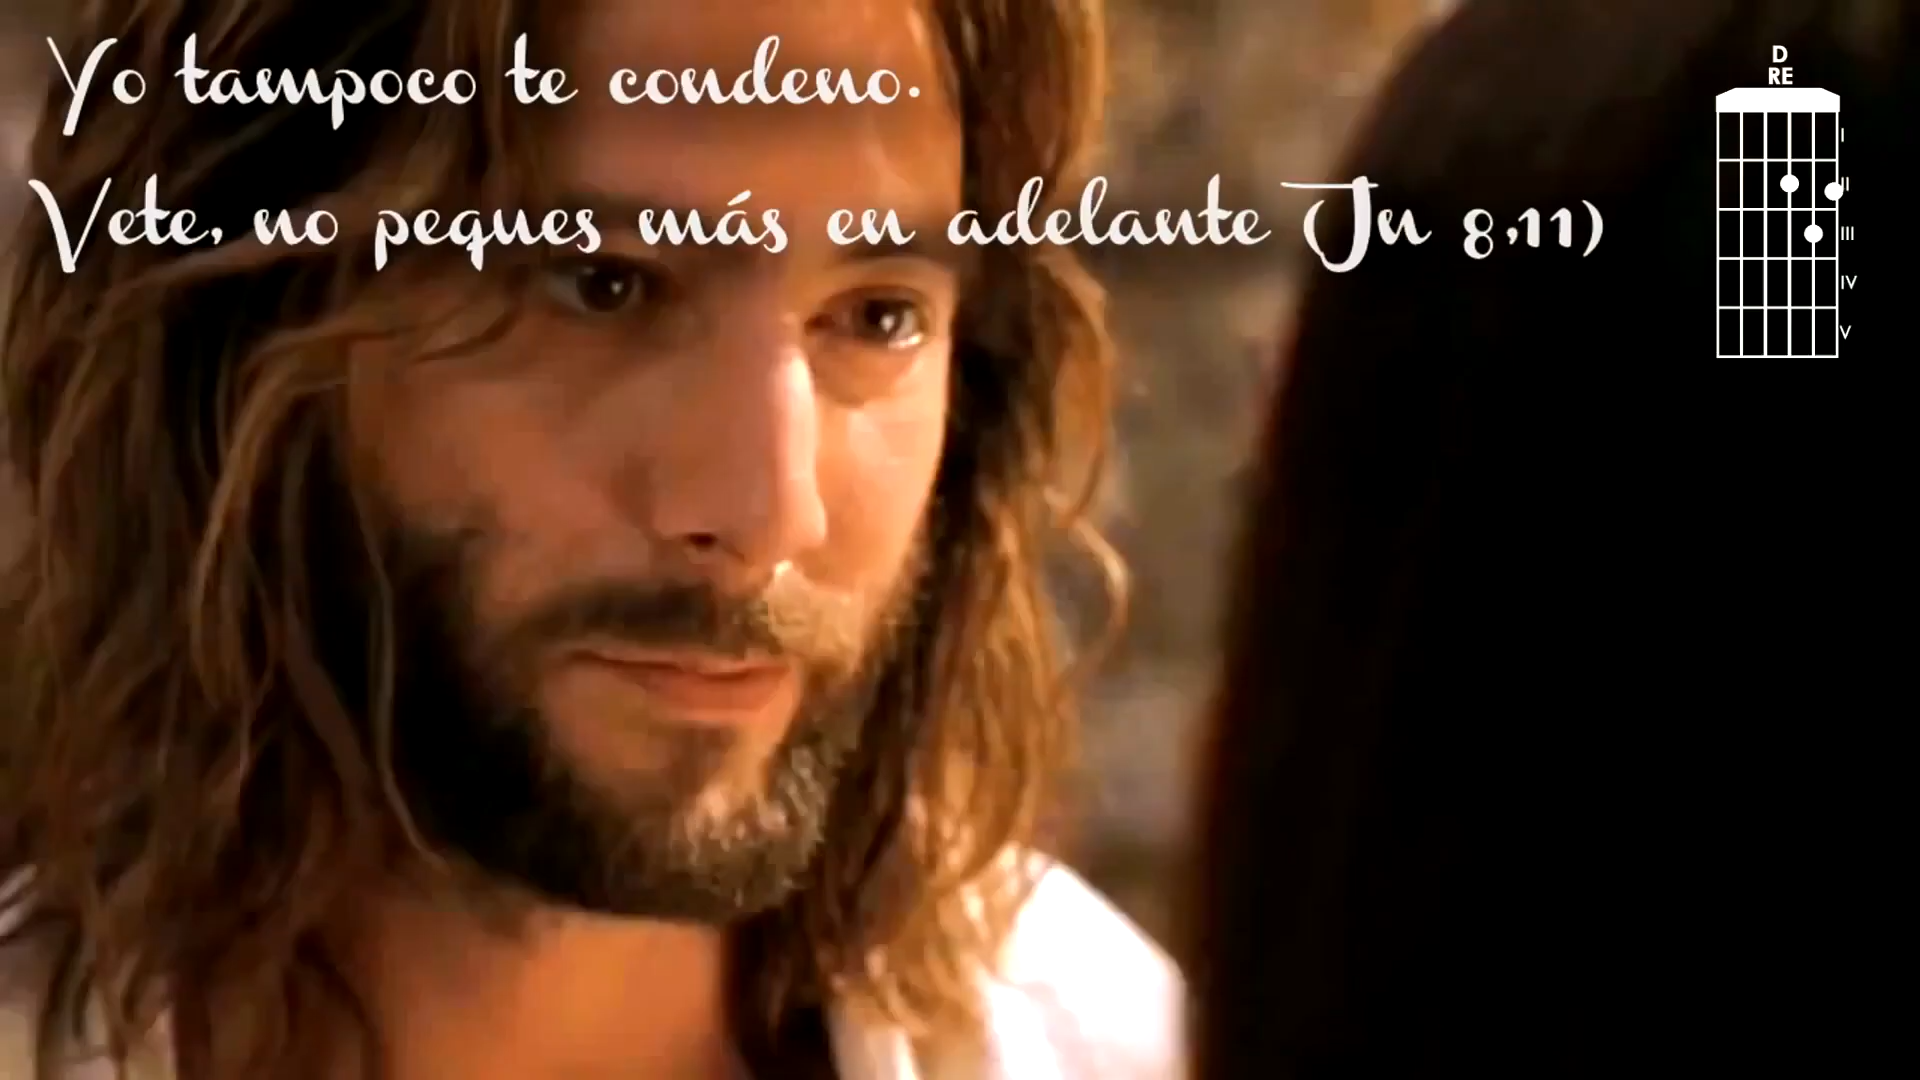 Yo tampoco te condeno.
Vete, no peques más en adelante (Jn 8,11)
D
RE
I
II
III
IV
V